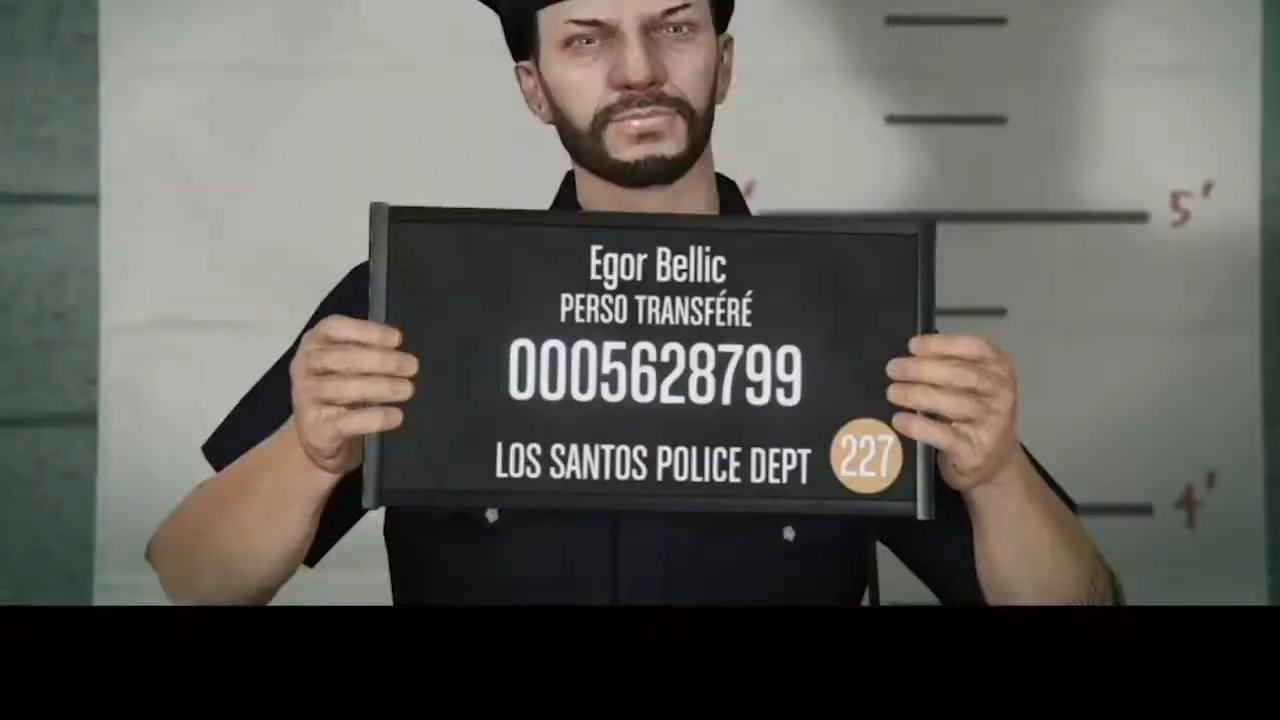 5'
Egor Bellic
PERSO TRANSFÉRÉ
0005628799
LOS SANTOS POLICE DEPT
227
4'